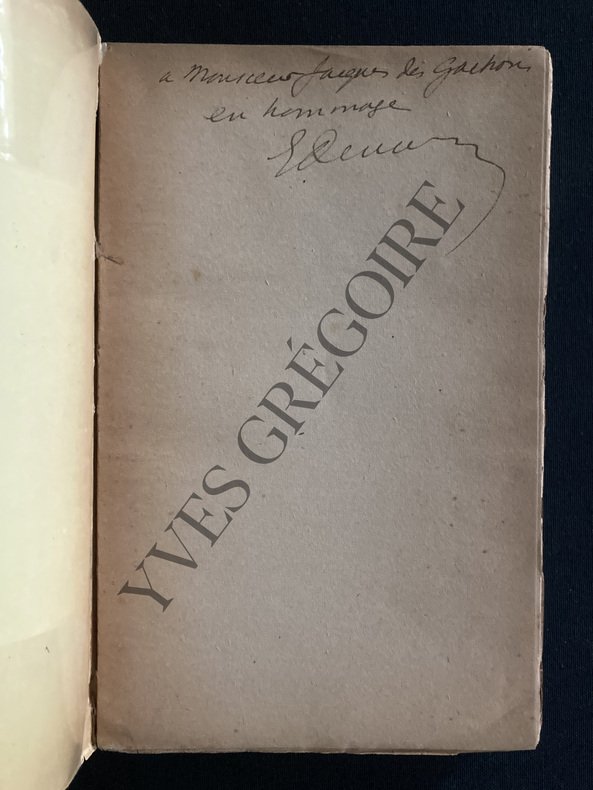 a Monsieur Jacques des Gachons
en hommage
YVES GRÉGOIRE